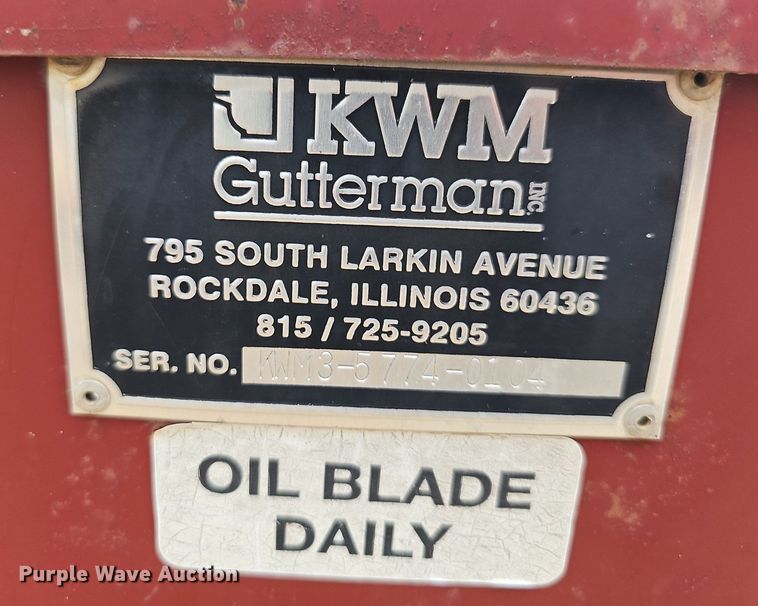 KWM
Gutterman INC.
795 SOUTH LARKIN AVENUE
ROCKDALE, ILLINOIS 60436
815 / 725-9205
SER. NO. KWM3-5774-0104
OIL BLADE
DAILY
Purple Wave Auction